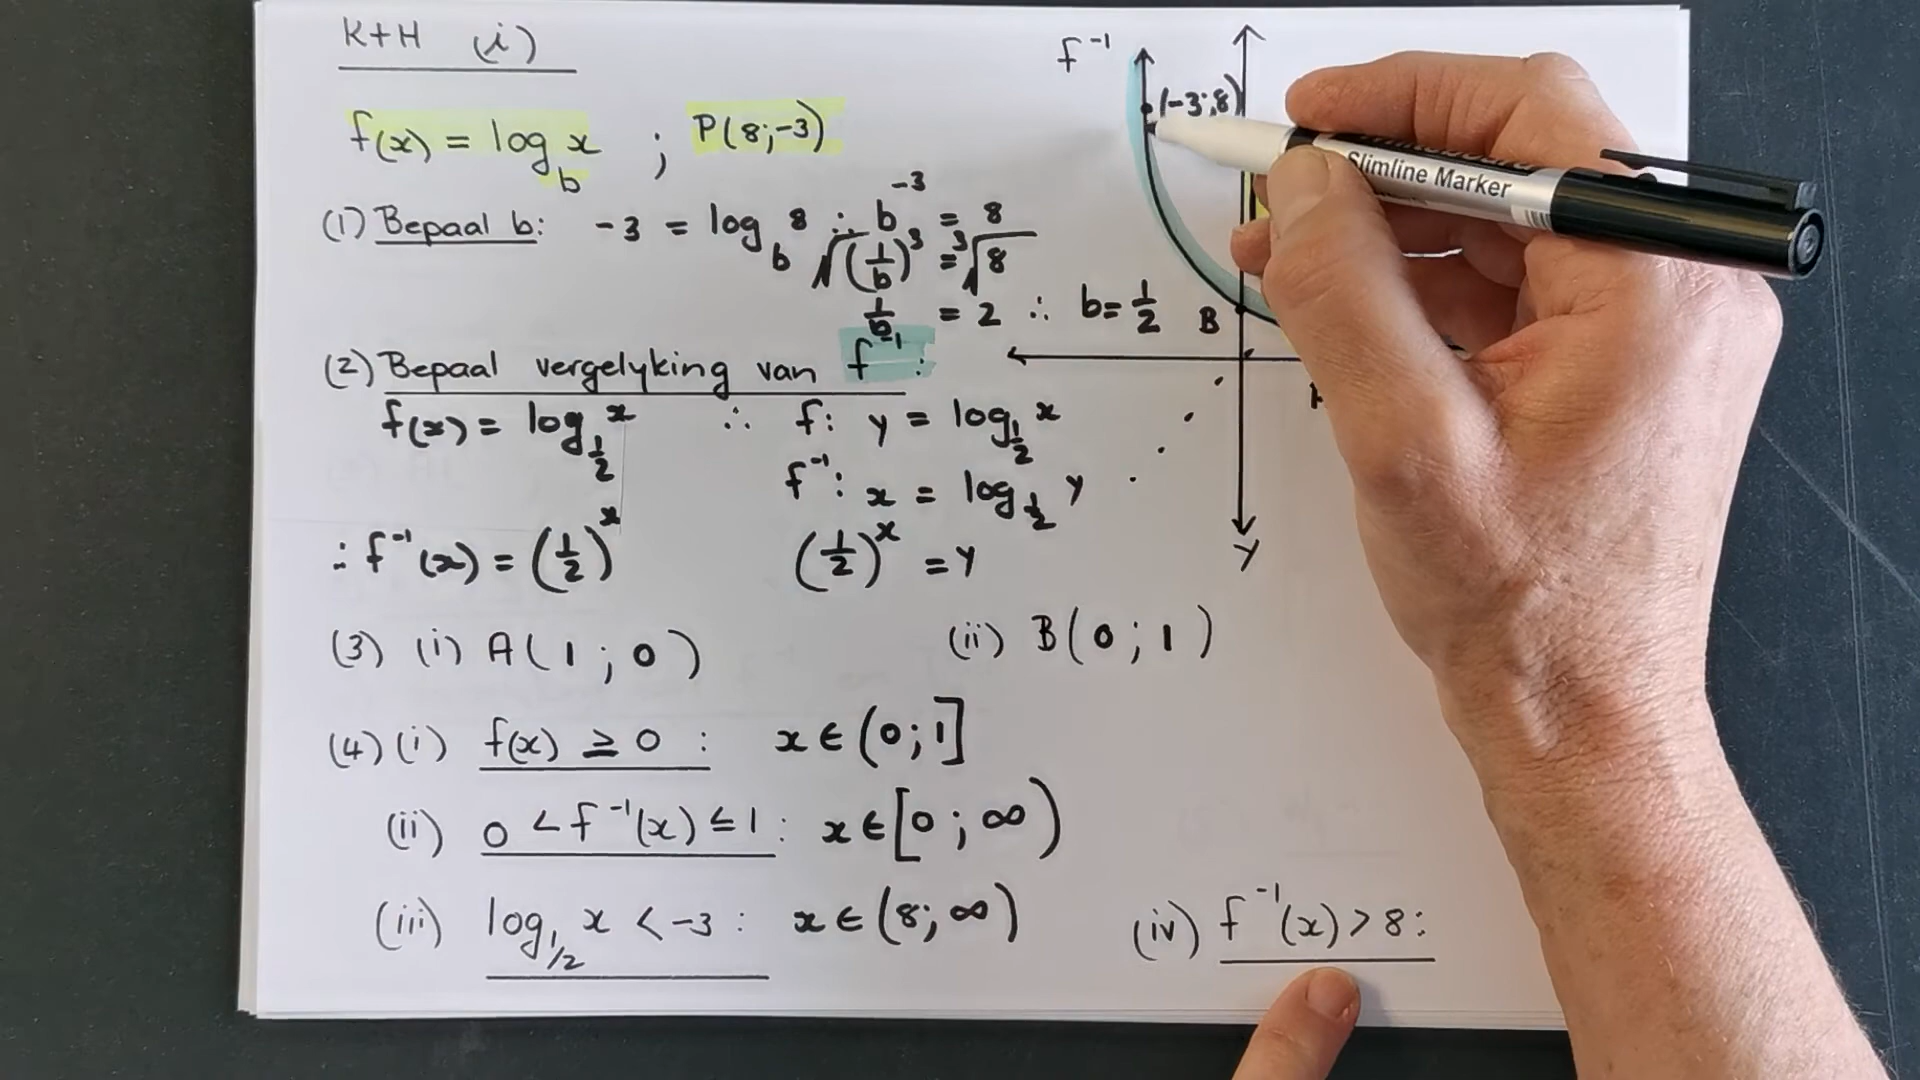 K+H (i)
f(x) = log_b x ; P(8;-3)
(1) Bepaal b: -3 = log_b 8 ∴ b^-3 = 8
√(1/b)^3 = ³√8
1/b = 2 ∴ b = 1/2
(2) Bepaal vergelyking van f^-1 :
f(x) = log_1/2 x ∴ f: y = log_1/2 x
f^-1: x = log_1/2 y
∴ f^-1(x) = (1/2)^x (1/2)^x = y
(3) (i) A(1 ; 0) (ii) B(0 ; 1)
(4) (i) f(x) ≥ 0 : x ∈ (0;1]
(ii) 0 < f^-1(x) ≤ 1 : x ∈ [0 ; ∞)
(iii) log_1/2 x < -3 : x ∈ (8; ∞) (iv) f^-1(x) > 8:
f^-1
(-3;8)
B
y
Slimline Marker